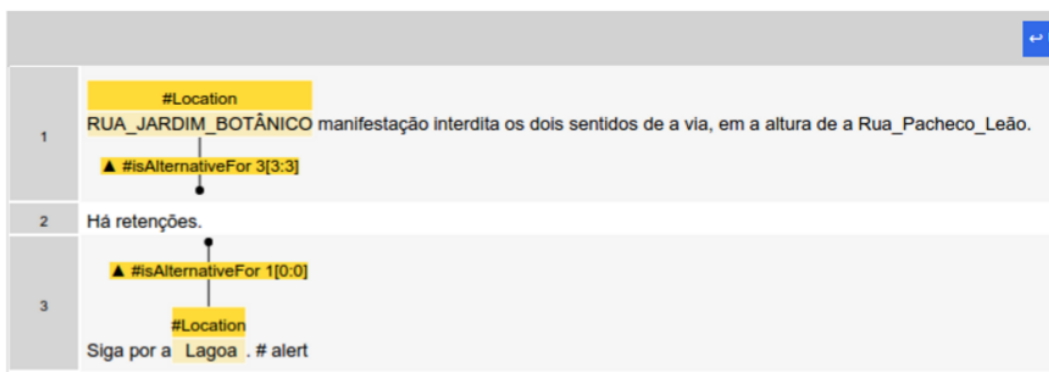 #Location
1 RUA_JARDIM_BOTÂNICO manifestação interdita os dois sentidos de a via, em a altura de a Rua_Pacheco_Leão.
▲ #isAlternativeFor 3[3:3]
2 Há retenções.
▲ #isAlternativeFor 1[0:0]
3
#Location
Siga por a Lagoa . # alert